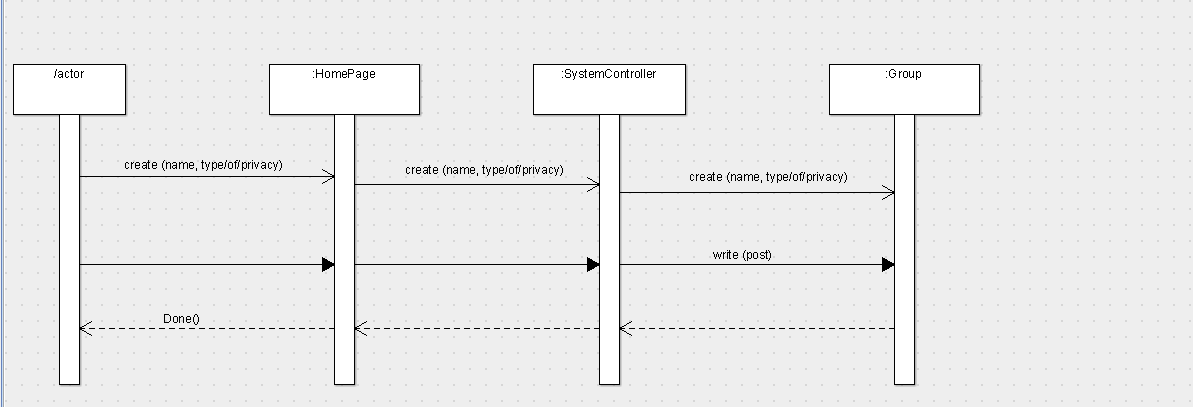 /actor
:HomePage
:SystemController
:Group
create (name, type/of/privacy)
create (name, type/of/privacy)
create (name, type/of/privacy)
write (post)
Done()